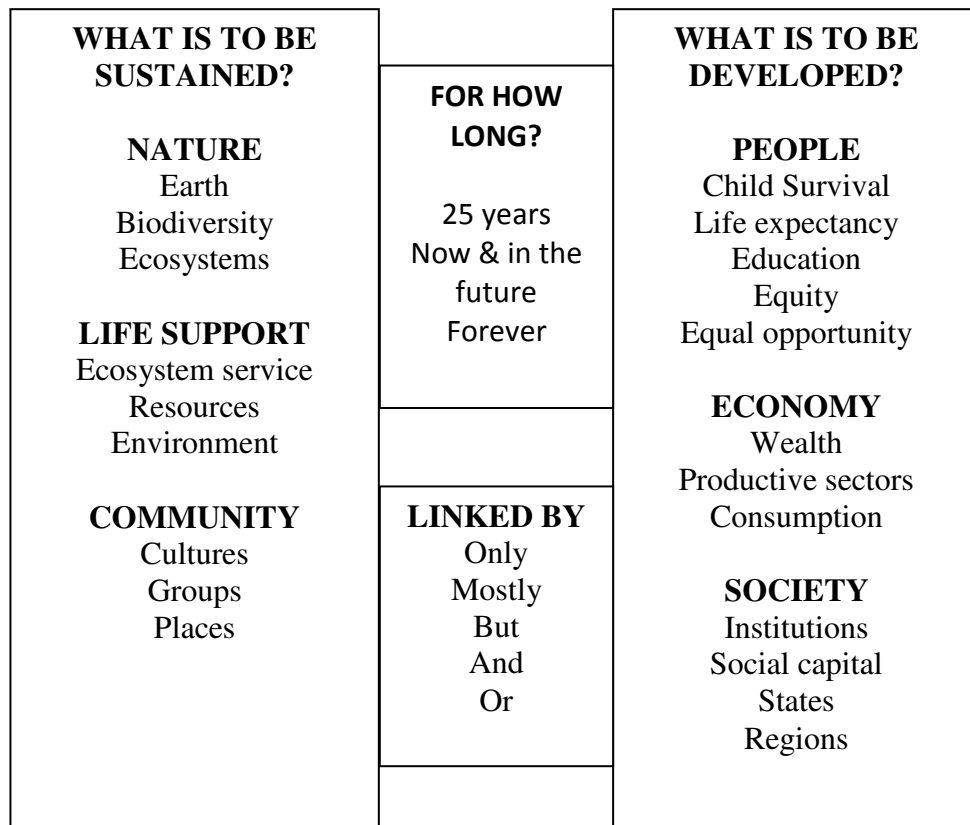 WHAT IS TO BE
SUSTAINED?
NATURE
Earth
Biodiversity
Ecosystems
LIFE SUPPORT
Ecosystem service
Resources
Environment
COMMUNITY
Cultures
Groups
Places
FOR HOW
LONG?
25 years
Now & in the
future
Forever
LINKED BY
Only
Mostly
But
And
Or
WHAT IS TO BE
DEVELOPED?
PEOPLE
Child Survival
Life expectancy
Education
Equity
Equal opportunity
ECONOMY
Wealth
Productive sectors
Consumption
SOCIETY
Institutions
Social capital
States
Regions